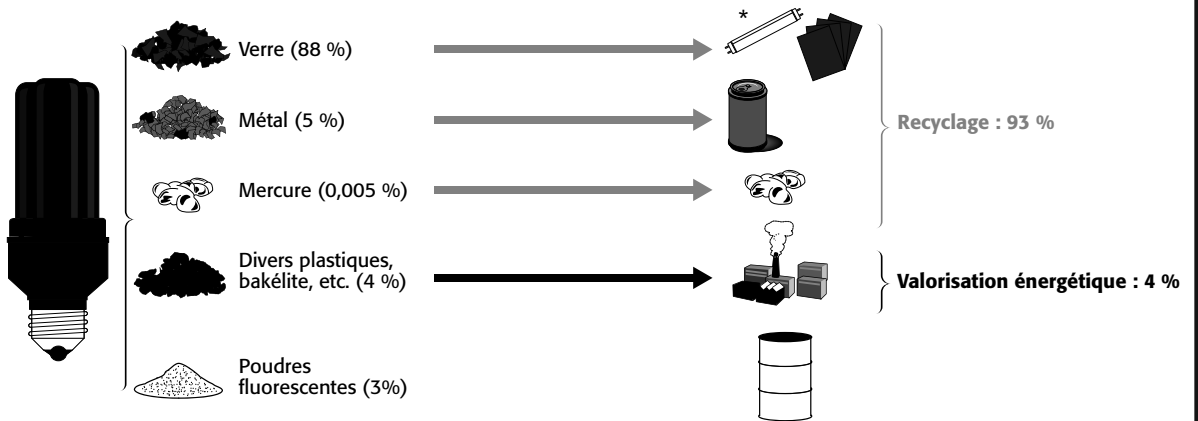 *
Verre (88 %)
Métal (5 %)
Recyclage : 93 %
Mercure (0,005 %)
Divers plastiques,
bakélite, etc. (4 %)
Valorisation énergétique : 4 %
Poudres
fluorescentes (3%)